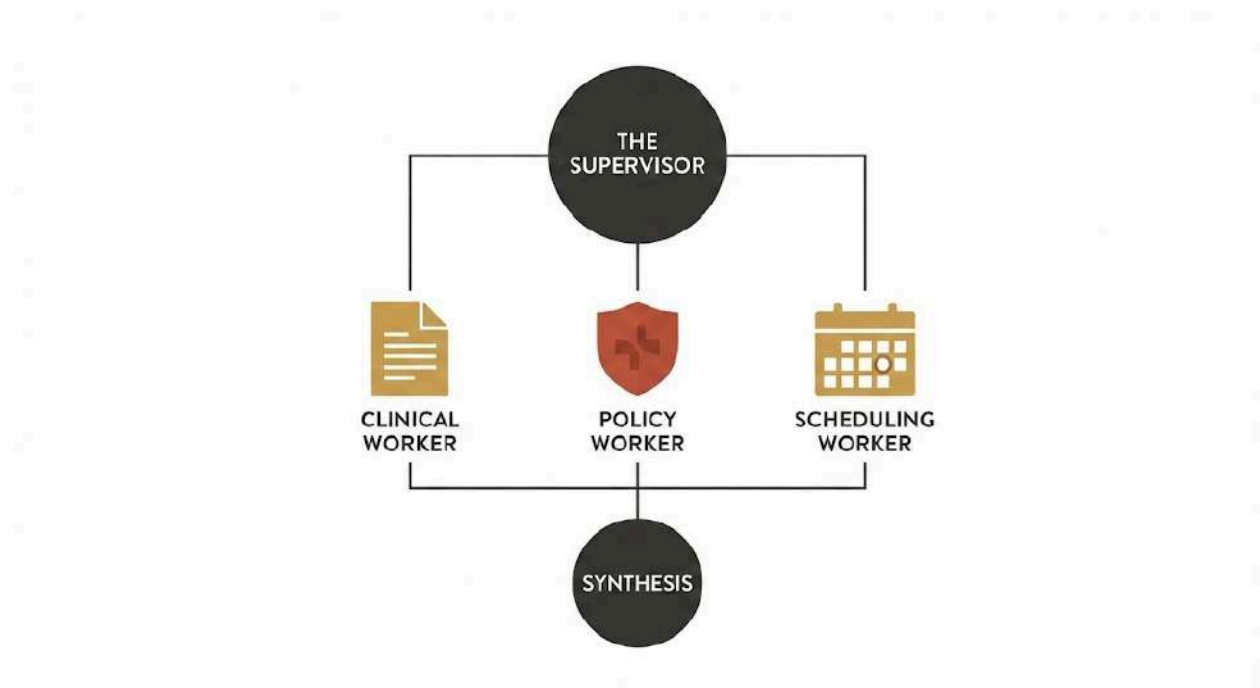 THE
SUPERVISOR
CLINICAL
WORKER
POLICY
WORKER
SCHEDULING
WORKER
SYNTHESIS